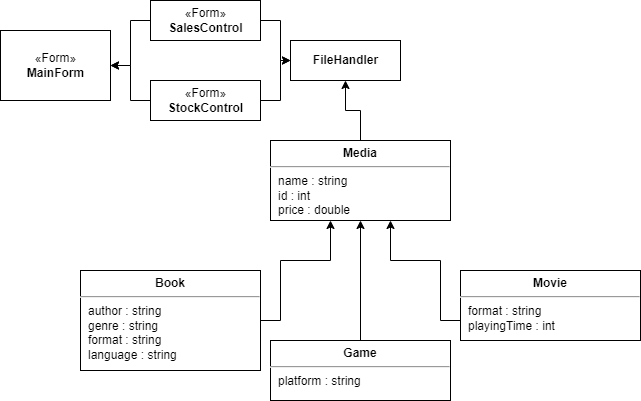 «Form»
SalesControl
«Form»
MainForm
FileHandler
«Form»
StockControl
Media
name : string
id : int
price : double
Book
author : string
genre : string
format : string
language : string
Movie
format : string
playingTime : int
Game
platform : string